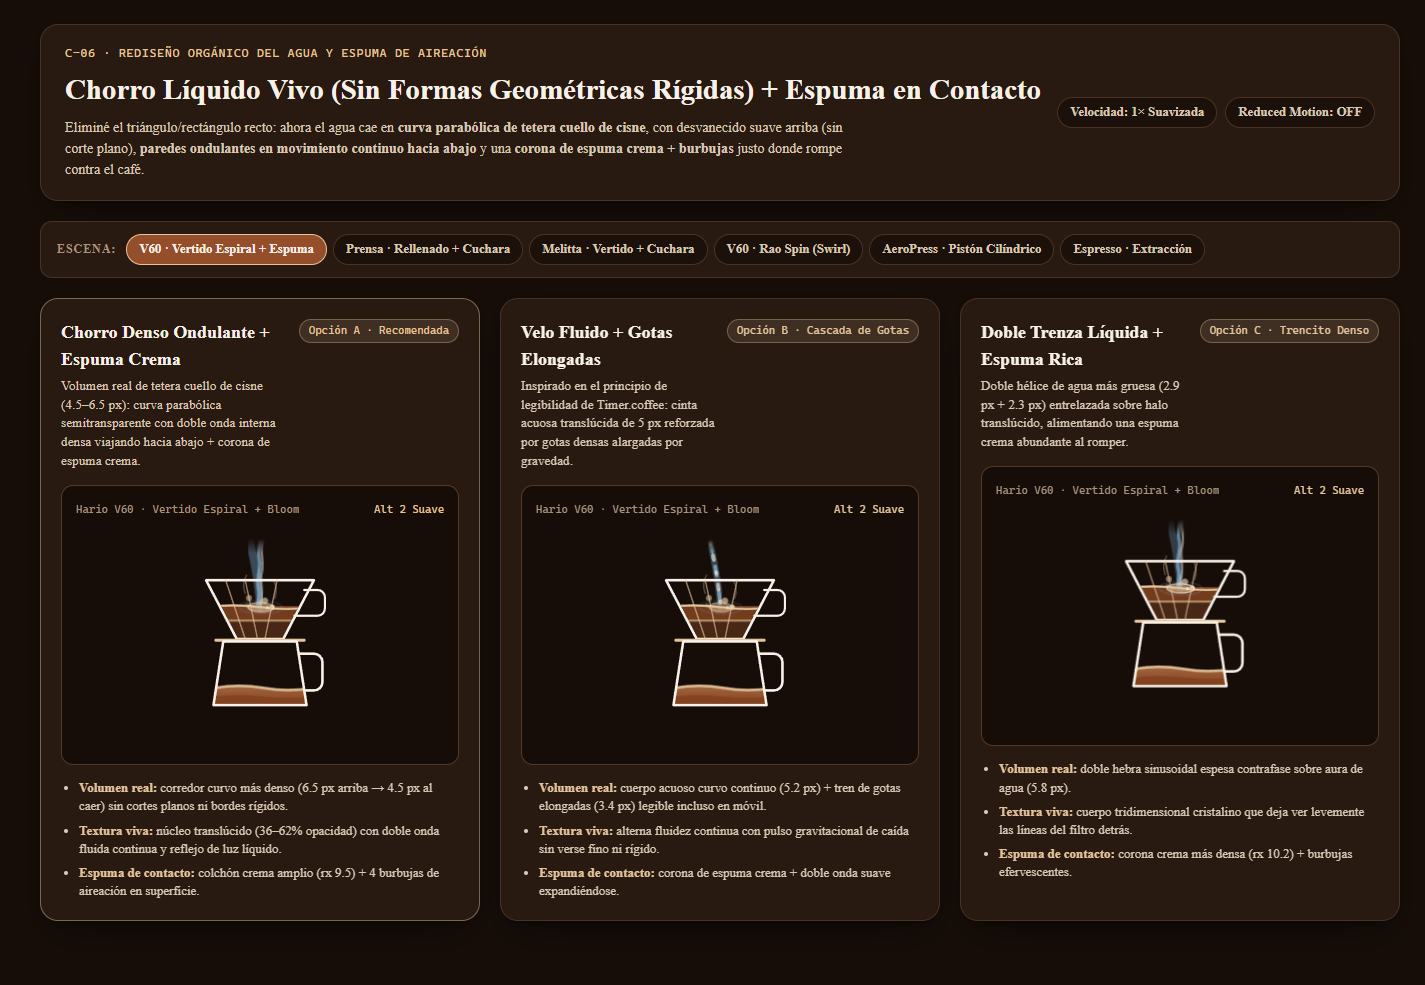 C-06 · REDISEÑO ORGÁNICO DEL AGUA Y ESPUMA DE AIREACIÓN
Chorro Líquido Vivo (Sin Formas Geométricas Rígidas) + Espuma en Contacto
Eliminé el triángulo/rectángulo recto: ahora el agua cae en curva parabólica de tetera cuello de cisne, con desvanecido suave arriba (sin
corte plano), paredes ondulantes en movimiento continuo hacia abajo y una corona de espuma crema + burbujas justo donde rompe
contra el café.
Velocidad: 1× Suavizada
Reduced Motion: OFF
ESCENA:
V60 · Vertido Espiral + Espuma
Prensa · Rellenado + Cuchara
Melitta · Vertido + Cuchara
V60 · Rao Spin (Swirl)
AeroPress · Pistón Cilíndrico
Espresso · Extracción
Chorro Denso Ondulante +
Espuma Crema
Opción A · Recomendada
Volumen real de tetera cuello de cisne
(4.5–6.5 px): curva parabólica
semitransparente con doble onda interna
densa viajando hacia abajo + corona de
espuma crema.
Hario V60 · Vertido Espiral + Bloom
Alt 2 Suave
Volumen real: corredor curvo más denso (6.5 px arriba → 4.5 px al
caer) sin cortes planos ni bordes rígidos.
Textura viva: núcleo translúcido (36–62% opacidad) con doble onda
fluida continua y reflejo de luz líquido.
Espuma de contacto: colchón crema amplio (rx 9.5) + 4 burbujas de
aireación en superficie.
Velo Fluido + Gotas
Elongadas
Opción B · Cascada de Gotas
Inspirado en el principio de
legibilidad de Timer.coffee: cinta
acuosa translúcida de 5 px reforzada
por gotas densas alargadas por
gravedad.
Hario V60 · Vertido Espiral + Bloom
Alt 2 Suave
Volumen real: cuerpo acuoso curvo continuo (5.2 px) + tren de gotas
elongadas (3.4 px) legible incluso en móvil.
Textura viva: alterna fluidez continua con pulso gravitacional de caída
sin verse fino ni rígido.
Espuma de contacto: corona de espuma crema + doble onda suave
expandiéndose.
Doble Trenza Líquida +
Espuma Rica
Opción C · Trencito Denso
Doble hélice de agua más gruesa (2.9
px + 2.3 px) entrelazada sobre halo
translúcido, alimentando una espuma
crema abundante al romper.
Hario V60 · Vertido Espiral + Bloom
Alt 2 Suave
Volumen real: doble hebra sinusoidal espesa contrafase sobre aura de
agua (5.8 px).
Textura viva: cuerpo tridimensional cristalino que deja ver levemente
las líneas del filtro detrás.
Espuma de contacto: corona crema más densa (rx 10.2) + burbujas
efervescentes.